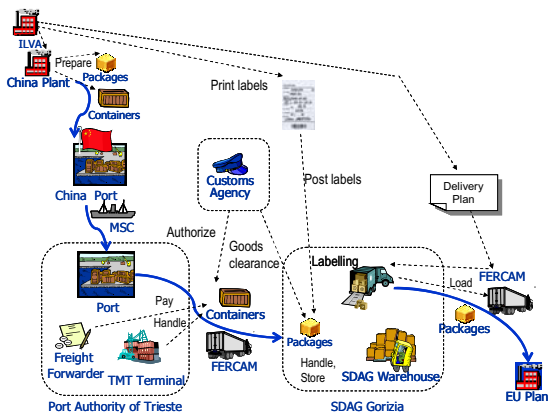 ILVA
Prepare
China Plant
Packages
Containers
Print labels
China Port
MSC
Customs
Agency
Post labels
Delivery
Plan
Authorize
Goods
clearance
Labelling
FERCAM
Load
Port
Pay
Containers
Handle
Packages
Packages
Freight
Forwarder
TMT Terminal
FERCAM
Handle,
Store
SDAG Warehouse
EU Plan
Port Authority of Trieste
SDAG Gorizia